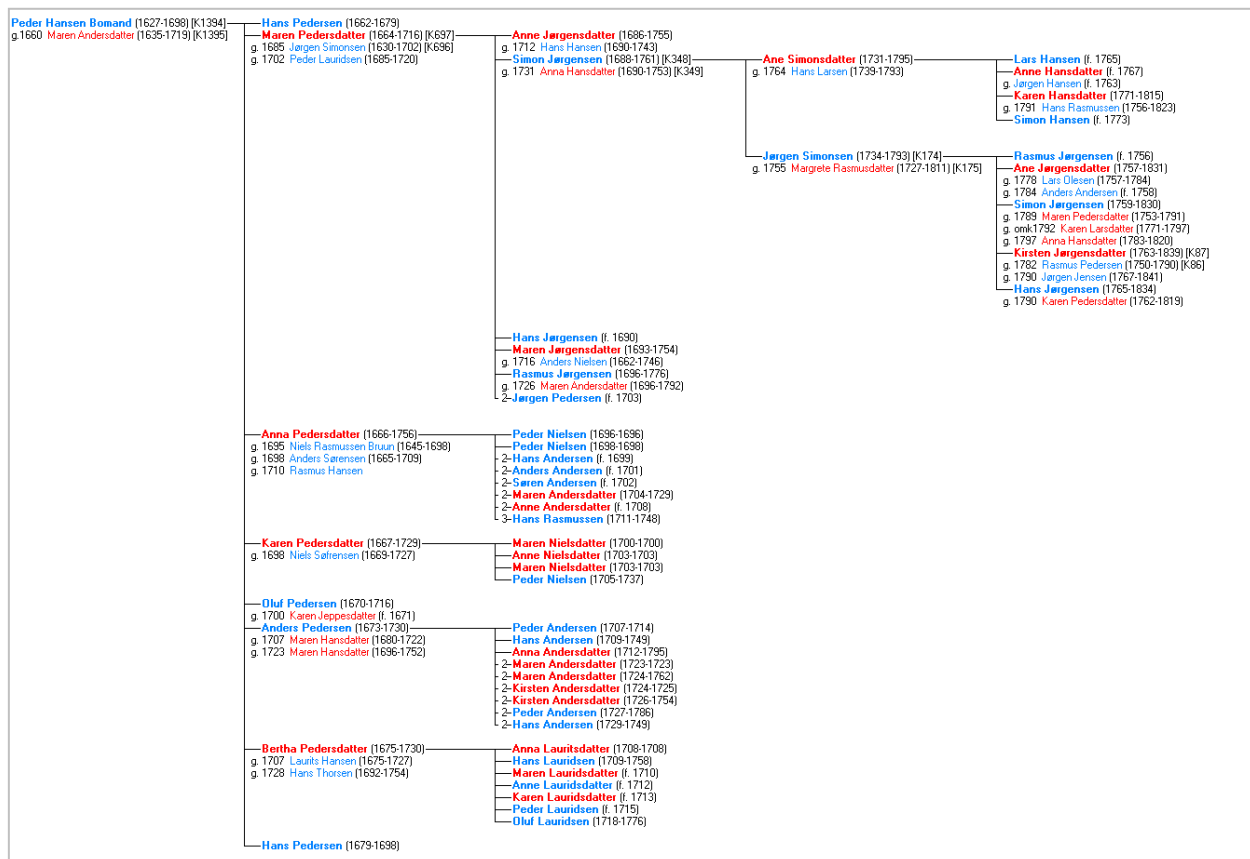 Peder Hansen Bomand (1627-1698) [K1394]
g.1660 Maren Andersdatter (1635-1719) [K1395]
Hans Pedersen (1662-1679)
Maren Pedersdatter (1664-1716) [K697]
g. 1685 Jørgen Simonsen (1630-1702) [K696]
g. 1702 Peder Lauridsen (1685-1720)
Anne Jørgensdatter (1686-1755)
g. 1712 Hans Hansen (1690-1743)
Simon Jørgensen (1688-1761) [K348]
g. 1731 Anna Hansdatter (1690-1753) [K349]
Ane Simonsdatter (1731-1795)
g. 1764 Hans Larsen (1739-1793)
Lars Hansen (f. 1765)
Anne Hansdatter (f. 1767)
g. Jørgen Hansen (f. 1763)
Karen Hansdatter (1771-1815)
g. 1791 Hans Rasmussen (1756-1823)
Simon Hansen (f. 1773)
Jørgen Simonsen (1734-1793) [K174]
g. 1755 Margrete Rasmusdatter (1727-1811) [K175]
Rasmus Jørgensen (f. 1756)
Ane Jørgensdatter (1757-1831)
g. 1778 Lars Olesen (1757-1784)
g. 1784 Anders Andersen (f. 1758)
Simon Jørgensen (1759-1830)
g. 1789 Maren Pedersdatter (1753-1791)
g. omk1792 Karen Larsdatter (1771-1797)
g. 1797 Anna Hansdatter (1783-1820)
Kirsten Jørgensdatter (1763-1839) [K87]
g. 1782 Rasmus Pedersen (1750-1790) [K86]
g. 1790 Jørgen Jensen (1767-1841)
Hans Jørgensen (1765-1834)
g. 1790 Karen Pedersdatter (1762-1819)
Hans Jørgensen (f. 1690)
Maren Jørgensdatter (1693-1754)
g. 1716 Anders Nielsen (1662-1746)
Rasmus Jørgensen (1696-1776)
g. 1726 Maren Andersdatter (1696-1792)
2 Jørgen Pedersen (f. 1703)
Anna Pedersdatter (1666-1756)
g. 1695 Niels Rasmussen Bruun (1645-1698)
g. 1698 Anders Sørensen (1665-1709)
g. 1710 Rasmus Hansen
Peder Nielsen (1696-1696)
Peder Nielsen (1698-1698)
2 Hans Andersen (f. 1699)
2 Anders Andersen (f. 1701)
2 Søren Andersen (f. 1702)
2 Maren Andersdatter (1704-1729)
2 Anne Andersdatter (f. 1708)
3 Hans Rasmussen (1711-1748)
Karen Pedersdatter (1667-1729)
g. 1698 Niels Søfrensen (1669-1727)
Maren Nielsdatter (1700-1700)
Anne Nielsdatter (1703-1703)
Maren Nielsdatter (1703-1703)
Peder Nielsen (1705-1737)
Oluf Pedersen (1670-1716)
g. 1700 Karen Jeppesdatter (f. 1671)
Anders Pedersen (1673-1730)
g. 1707 Maren Hansdatter (1680-1722)
g. 1723 Maren Hansdatter (1696-1752)
Peder Andersen (1707-1714)
Hans Andersen (1709-1749)
Anna Andersdatter (1712-1795)
2 Maren Andersdatter (1723-1723)
2 Maren Andersdatter (1724-1762)
2 Kirsten Andersdatter (1724-1725)
2 Kirsten Andersdatter (1726-1754)
2 Peder Andersen (1727-1786)
2 Hans Andersen (1729-1749)
Bertha Pedersdatter (1675-1730)
g. 1707 Laurits Hansen (1675-1727)
g. 1728 Hans Thorsen (1692-1754)
Anna Lauritsdatter (1708-1708)
Hans Lauridsen (1709-1758)
Maren Lauridsdatter (f. 1710)
Anne Lauridsdatter (f. 1712)
Karen Lauridsdatter (f. 1713)
Peder Lauridsen (f. 1715)
Oluf Lauridsen (1718-1776)
Hans Pedersen (1679-1698)